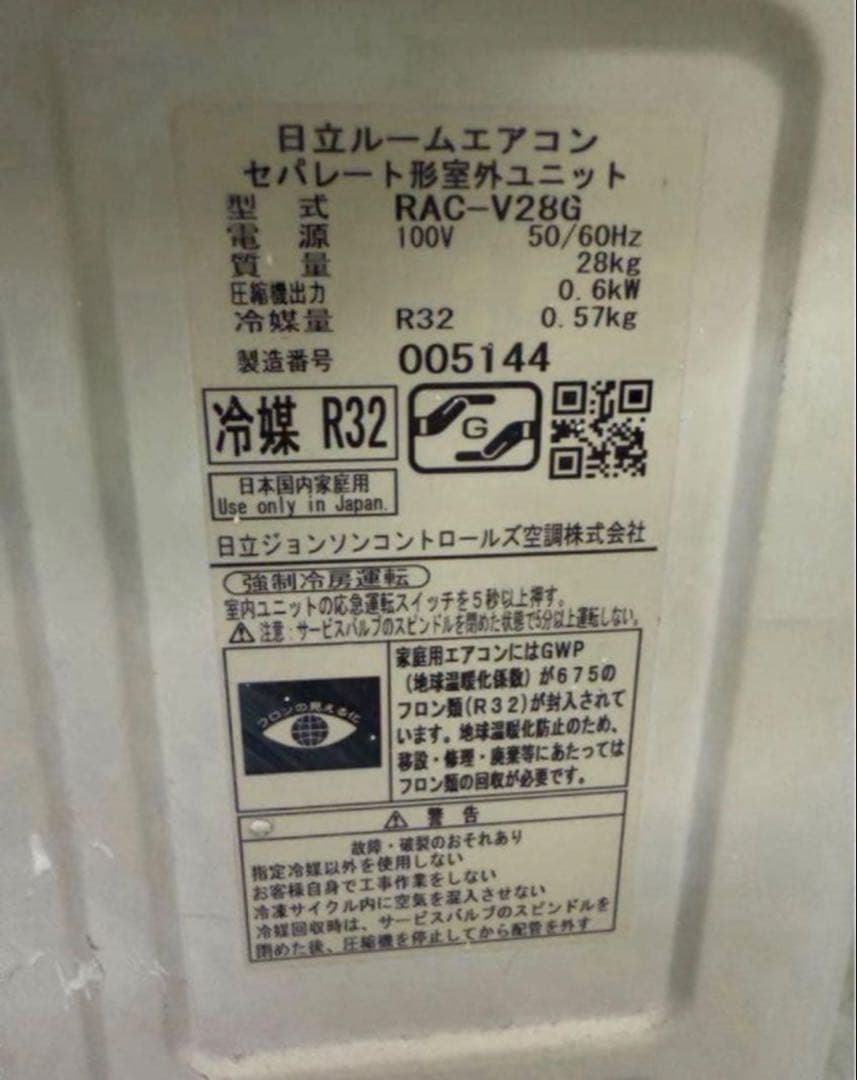 日立ルームエアコン
セパレート形室外ユニット
型 式 RAC-V28G
電 源 100V 50/60Hz
質 量 28kg
圧縮機出力 0.6kW
冷媒量 R32 0.57kg
製造番号 005144
冷媒 R32
G
日本国内家庭用
Use only in Japan.
日立ジョンソンコントロールズ空調株式会社
強制冷房運転
室内ユニットの応急運転スイッチを5秒以上押す。
⚠注意:サービスバルブのスピンドルを閉めた状態で5分以上運転しない。
フロンの見える化
家庭用エアコンにはGWP
(地球温暖化係数)が675の
フロン類(R32)が封入されて
います。地球温暖化防止のため、
移設・修理・廃棄等にあたっては
フロン類の回収が必要です。
⚠ 警 告
故障・破裂のおそれあり
指定冷媒以外を使用しない
お客様自身で工事作業をしない
冷凍サイクル内に空気を混入させない
冷媒回収時は、サービスバルブのスピンドルを
閉めた後、圧縮機を停止してから配管を外す